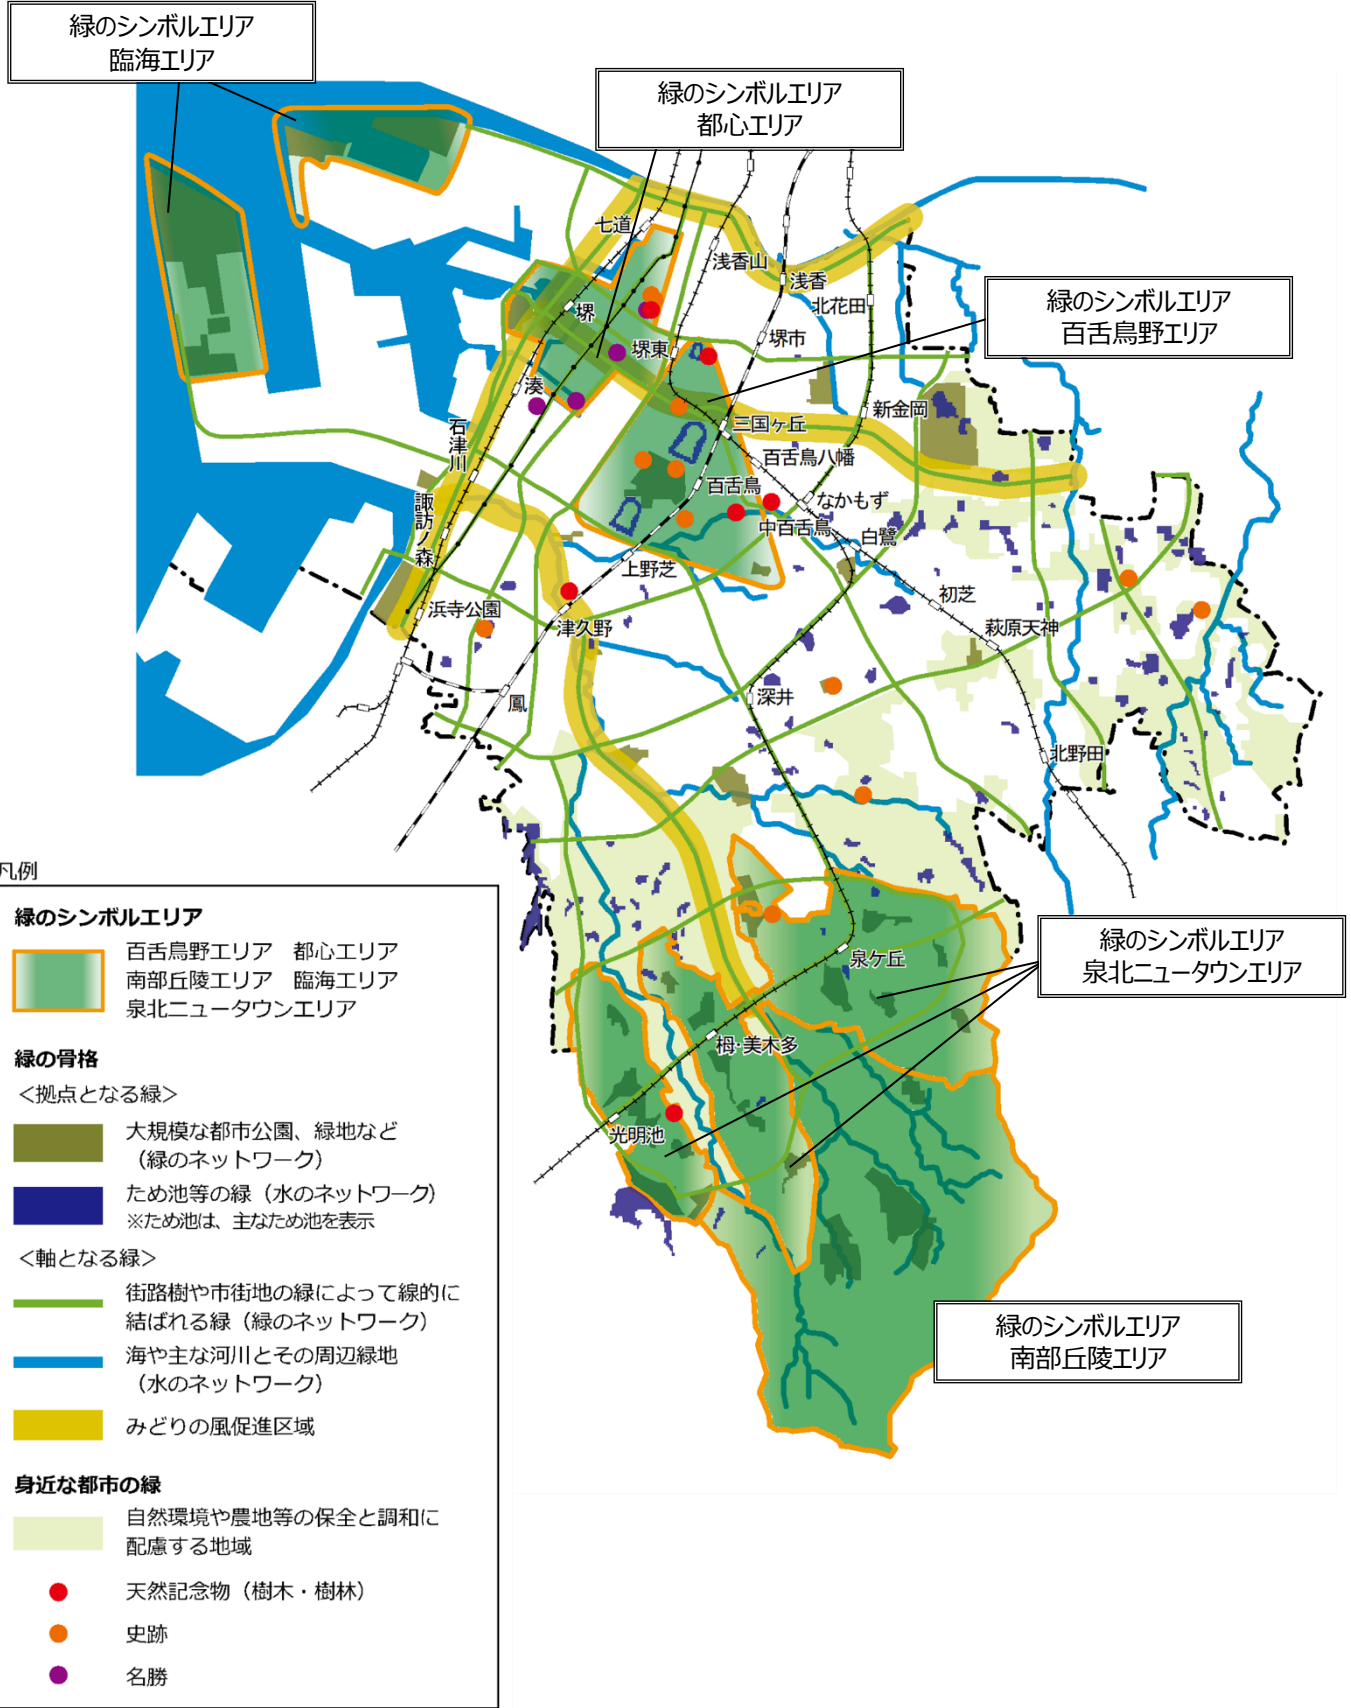 緑のシンボルエリア
臨海エリア
緑のシンボルエリア
都心エリア
緑のシンボルエリア
百舌鳥野エリア
七道
浅香山
浅香
北花田
堺
堺東
堺市
湊
新金岡
石津川
三国ヶ丘
百舌鳥八幡
百舌鳥
なかもず
諏訪ノ森
中百舌鳥
白鷺
上野芝
初芝
浜寺公園
津久野
萩原天神
深井
鳳
北野田
緑のシンボルエリア
泉北ニュータウンエリア
泉ケ丘
栂・美木多
光明池
緑のシンボルエリア
南部丘陵エリア
凡例
緑のシンボルエリア
百舌鳥野エリア 都心エリア
南部丘陵エリア 臨海エリア
泉北ニュータウンエリア
緑の骨格
＜拠点となる緑＞
大規模な都市公園、緑地など
（緑のネットワーク）
ため池等の緑（水のネットワーク）
※ため池は、主なため池を表示
＜軸となる緑＞
街路樹や市街地の緑によって線的に
結ばれる緑（緑のネットワーク）
海や主な河川とその周辺緑地
（水のネットワーク）
みどりの風促進区域
身近な都市の緑
自然環境や農地等の保全と調和に
配慮する地域
天然記念物（樹木・樹林）
史跡
名勝